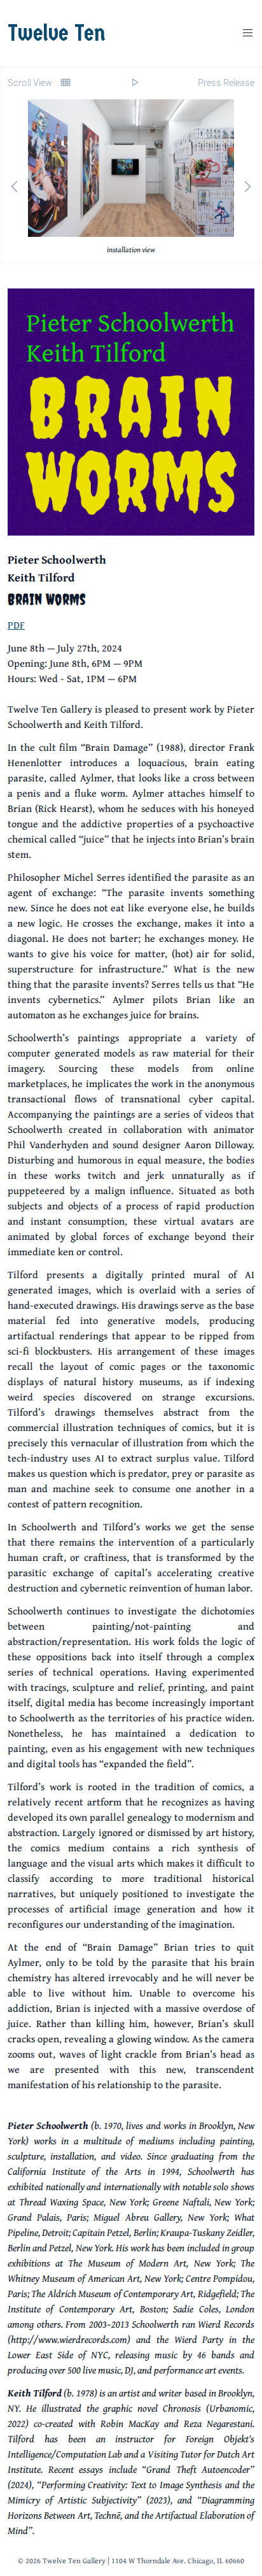 Twelve Ten
Scroll View
Press Release
installation view
Pieter Schoolwerth
Keith Tilford
BRAIN
WORMS
Pieter Schoolwerth
Keith Tilford
BRAIN WORMS
PDF
June 8th — July 27th, 2024
Opening: June 8th, 6PM — 9PM
Hours: Wed - Sat, 1PM — 6PM
Twelve Ten Gallery is pleased to present work by Pieter
Schoolwerth and Keith Tilford.
In the cult film “Brain Damage” (1988), director Frank
Henenlotter introduces a loquacious, brain eating
parasite, called Aylmer, that looks like a cross between
a penis and a fluke worm. Aylmer attaches himself to
Brian (Rick Hearst), whom he seduces with his honeyed
tongue and the addictive properties of a psychoactive
chemical called “juice” that he injects into Brian’s brain
stem.
Philosopher Michel Serres identified the parasite as an
agent of exchange: “The parasite invents something
new. Since he does not eat like everyone else, he builds
a new logic. He crosses the exchange, makes it into a
diagonal. He does not barter; he exchanges money. He
wants to give his voice for matter, (hot) air for solid,
superstructure for infrastructure.” What is the new
thing that the parasite invents? Serres tells us that “He
invents cybernetics.” Aylmer pilots Brian like an
automaton as he exchanges juice for brains.
Schoolwerth’s paintings appropriate a variety of
computer generated models as raw material for their
imagery. Sourcing these models from online
marketplaces, he implicates the work in the anonymous
transactional flows of transnational cyber capital.
Accompanying the paintings are a series of videos that
Schoolwerth created in collaboration with animator
Phil Vanderhyden and sound designer Aaron Dilloway.
Disturbing and humorous in equal measure, the bodies
in these works twitch and jerk unnaturally as if
puppeteered by a malign influence. Situated as both
subjects and objects of a process of rapid production
and instant consumption, these virtual avatars are
animated by global forces of exchange beyond their
immediate ken or control.
Tilford presents a digitally printed mural of AI
generated images, which is overlaid with a series of
hand-executed drawings. His drawings serve as the base
material fed into generative models, producing
artifactual renderings that appear to be ripped from
sci-fi blockbusters. His arrangement of these images
recall the layout of comic pages or the taxonomic
displays of natural history museums, as if indexing
weird species discovered on strange excursions.
Tilford’s drawings themselves abstract from the
commercial illustration techniques of comics, but it is
precisely this vernacular of illustration from which the
tech-industry uses AI to extract surplus value. Tilford
makes us question which is predator, prey or parasite as
man and machine seek to consume one another in a
contest of pattern recognition.
In Schoolwerth and Tilford’s works we get the sense
that there remains the intervention of a particularly
human craft, or craftiness, that is transformed by the
parasitic exchange of capital’s accelerating creative
destruction and cybernetic reinvention of human labor.
Schoolwerth continues to investigate the dichotomies
between painting/not-painting and
abstraction/representation. His work folds the logic of
these oppositions back into itself through a complex
series of technical operations. Having experimented
with tracings, sculpture and relief, printing, and paint
itself, digital media has become increasingly important
to Schoolwerth as the territories of his practice widen.
Nonetheless, he has maintained a dedication to
painting, even as his engagement with new techniques
and digital tools has “expanded the field”.
Tilford’s work is rooted in the tradition of comics, a
relatively recent artform that he recognizes as having
developed its own parallel genealogy to modernism and
abstraction. Largely ignored or dismissed by art history,
the comics medium contains a rich synthesis of
language and the visual arts which makes it difficult to
classify according to more traditional historical
narratives, but uniquely positioned to investigate the
processes of artificial image generation and how it
reconfigures our understanding of the imagination.
At the end of “Brain Damage” Brian tries to quit
Aylmer, only to be told by the parasite that his brain
chemistry has altered irrevocably and he will never be
able to live without him. Unable to overcome his
addiction, Brian is injected with a massive overdose of
juice. Rather than killing him, however, Brian’s skull
cracks open, revealing a glowing window. As the camera
zooms out, waves of light crackle from Brian’s head as
we are presented with this new, transcendent
manifestation of his relationship to the parasite.
Pieter Schoolwerth (b. 1970, lives and works in Brooklyn, New
York) works in a multitude of mediums including painting,
sculpture, installation, and video. Since graduating from the
California Institute of the Arts in 1994, Schoolwerth has
exhibited nationally and internationally with notable solo shows
at Thread Waxing Space, New York; Greene Naftali, New York;
Grand Palais, Paris; Miguel Abreu Gallery, New York; What
Pipeline, Detroit; Capitain Petzel, Berlin; Kraupa-Tuskany Zeidler,
Berlin and Petzel, New York. His work has been included in group
exhibitions at The Museum of Modern Art, New York; The
Whitney Museum of American Art, New York; Centre Pompidou,
Paris; The Aldrich Museum of Contemporary Art, Ridgefield; The
Institute of Contemporary Art, Boston; Sadie Coles, London
among others. From 2003–2013 Schoolwerth ran Wierd Records
(http://www.wierdrecords.com) and the Wierd Party in the
Lower East Side of NYC, releasing music by 46 bands and
producing over 500 live music, DJ, and performance art events.
Keith Tilford (b. 1978) is an artist and writer based in Brooklyn,
NY. He illustrated the graphic novel Chronosis (Urbanomic,
2022) co-created with Robin MacKay and Reza Negarestani.
Tilford has been an instructor for Foreign Objekt's
Intelligence/Computation Lab and a Visiting Tutor for Dutch Art
Institute. Recent essays include “Grand Theft Autoencoder”
(2024), “Performing Creativity: Text to Image Synthesis and the
Mimicry of Artistic Subjectivity” (2023), and “Diagramming
Horizons Between Art, Technē, and the Artifactual Elaboration of
Mind”.
© 2026 Twelve Ten Gallery | 1104 W Thorndale Ave. Chicago, IL 60660